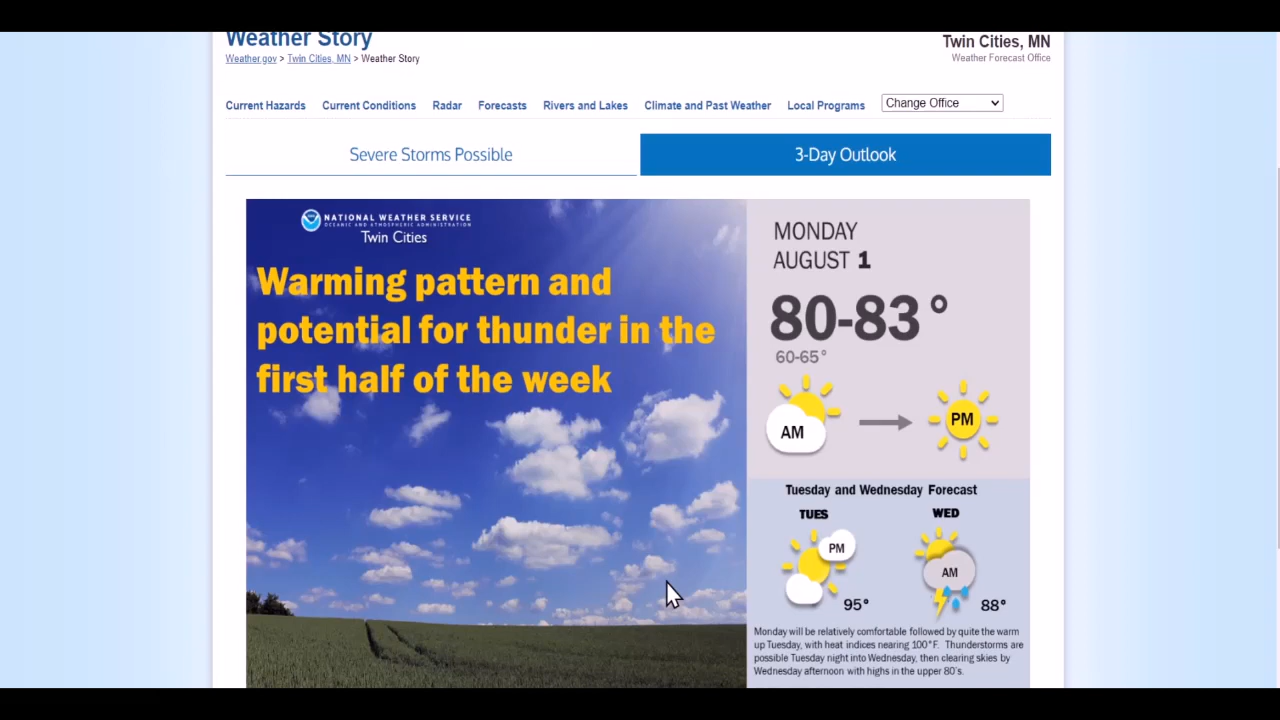 Weather Story
Weather.gov > Twin Cities, MN > Weather Story
Twin Cities, MN
Weather Forecast Office
Current Hazards
Current Conditions
Radar
Forecasts
Rivers and Lakes
Climate and Past Weather
Local Programs
Change Office
Severe Storms Possible
3-Day Outlook
NATIONAL WEATHER SERVICE
OCEANIC AND ATMOSPHERIC ADMINISTRATION
Twin Cities
Warming pattern and
potential for thunder in the
first half of the week
MONDAY
AUGUST 1
80-83°
60-65°
AM
PM
Tuesday and Wednesday Forecast
TUES
WED
PM
AM
95°
88°
Monday will be relatively comfortable followed by quite the warm
up Tuesday, with heat indices nearing 100°F. Thunderstorms are
possible Tuesday night into Wednesday, then clearing skies by
Wednesday afternoon with highs in the upper 80's.